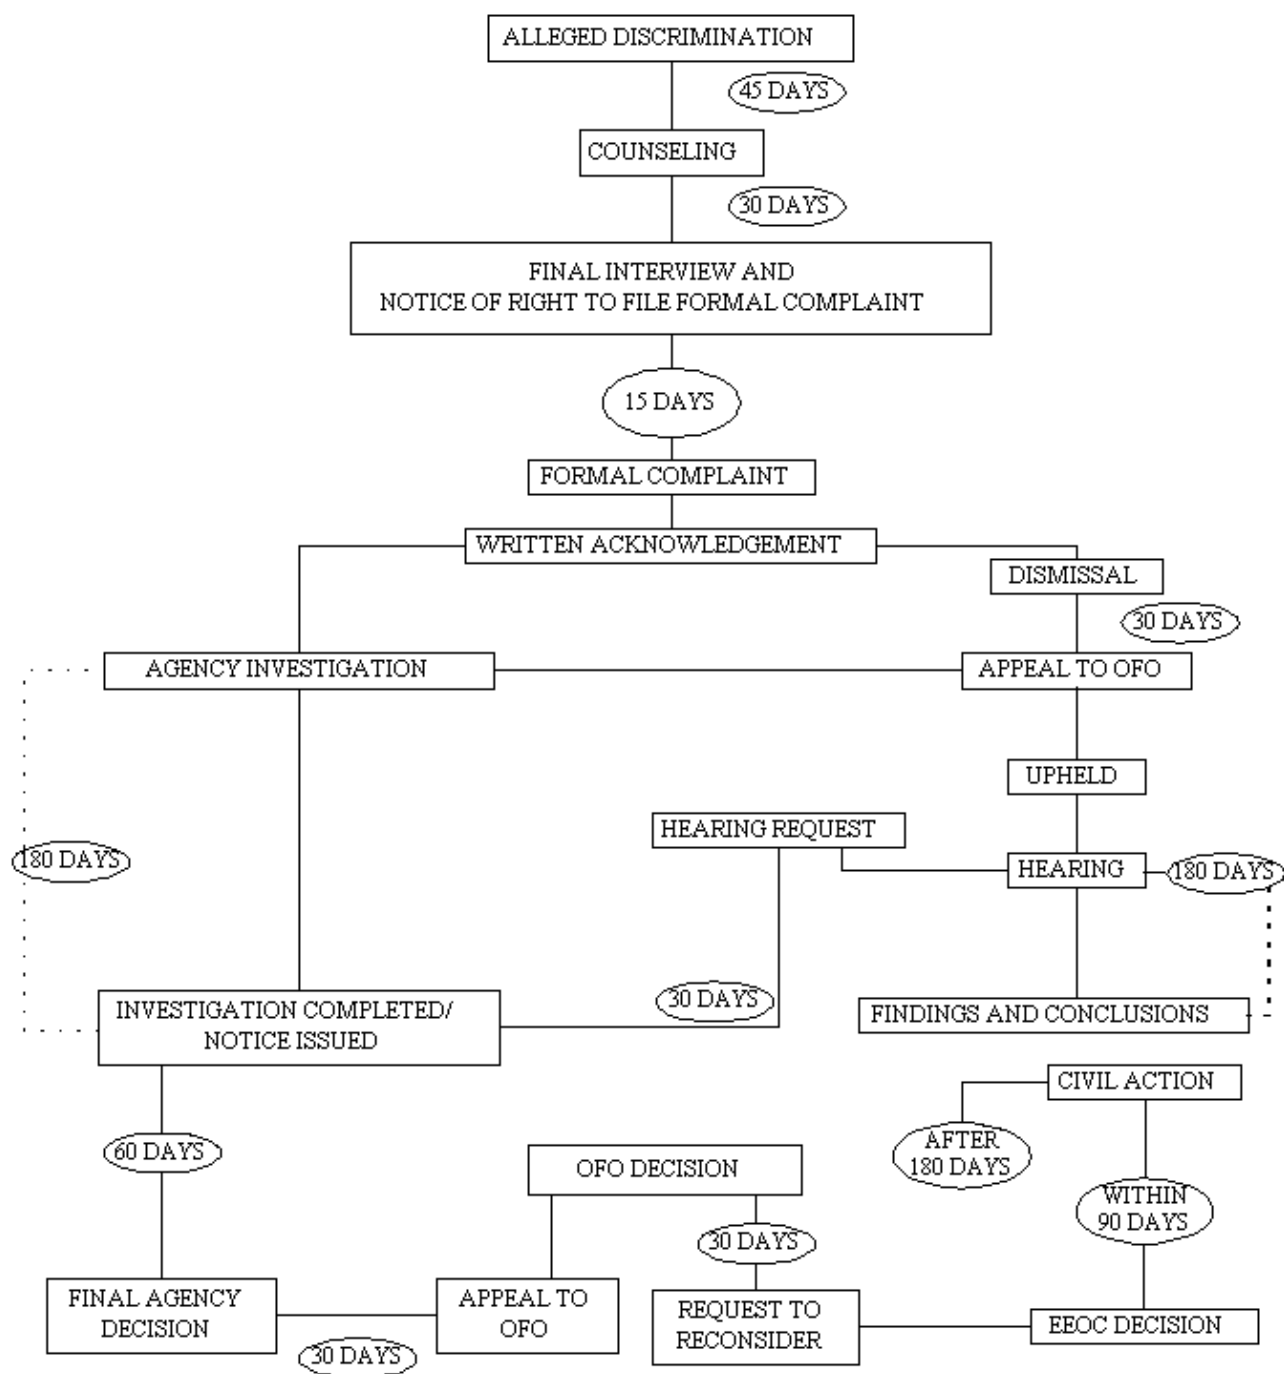 ALLEGED DISCRIMINATION
45 DAYS
COUNSELING
30 DAYS
FINAL INTERVIEW AND
NOTICE OF RIGHT TO FILE FORMAL COMPLAINT
15 DAYS
FORMAL COMPLAINT
WRITTEN ACKNOWLEDGEMENT
DISMISSAL
30 DAYS
AGENCY INVESTIGATION
APPEAL TO OFO
UPHELD
HEARING REQUEST
180 DAYS
HEARING
180 DAYS
INVESTIGATION COMPLETED/
NOTICE ISSUED
30 DAYS
FINDINGS AND CONCLUSIONS
CIVIL ACTION
60 DAYS
OFO DECISION
AFTER
180 DAYS
WITHIN
90 DAYS
30 DAYS
FINAL AGENCY
DECISION
APPEAL TO
OFO
REQUEST TO
RECONSIDER
EEOC DECISION
30 DAYS